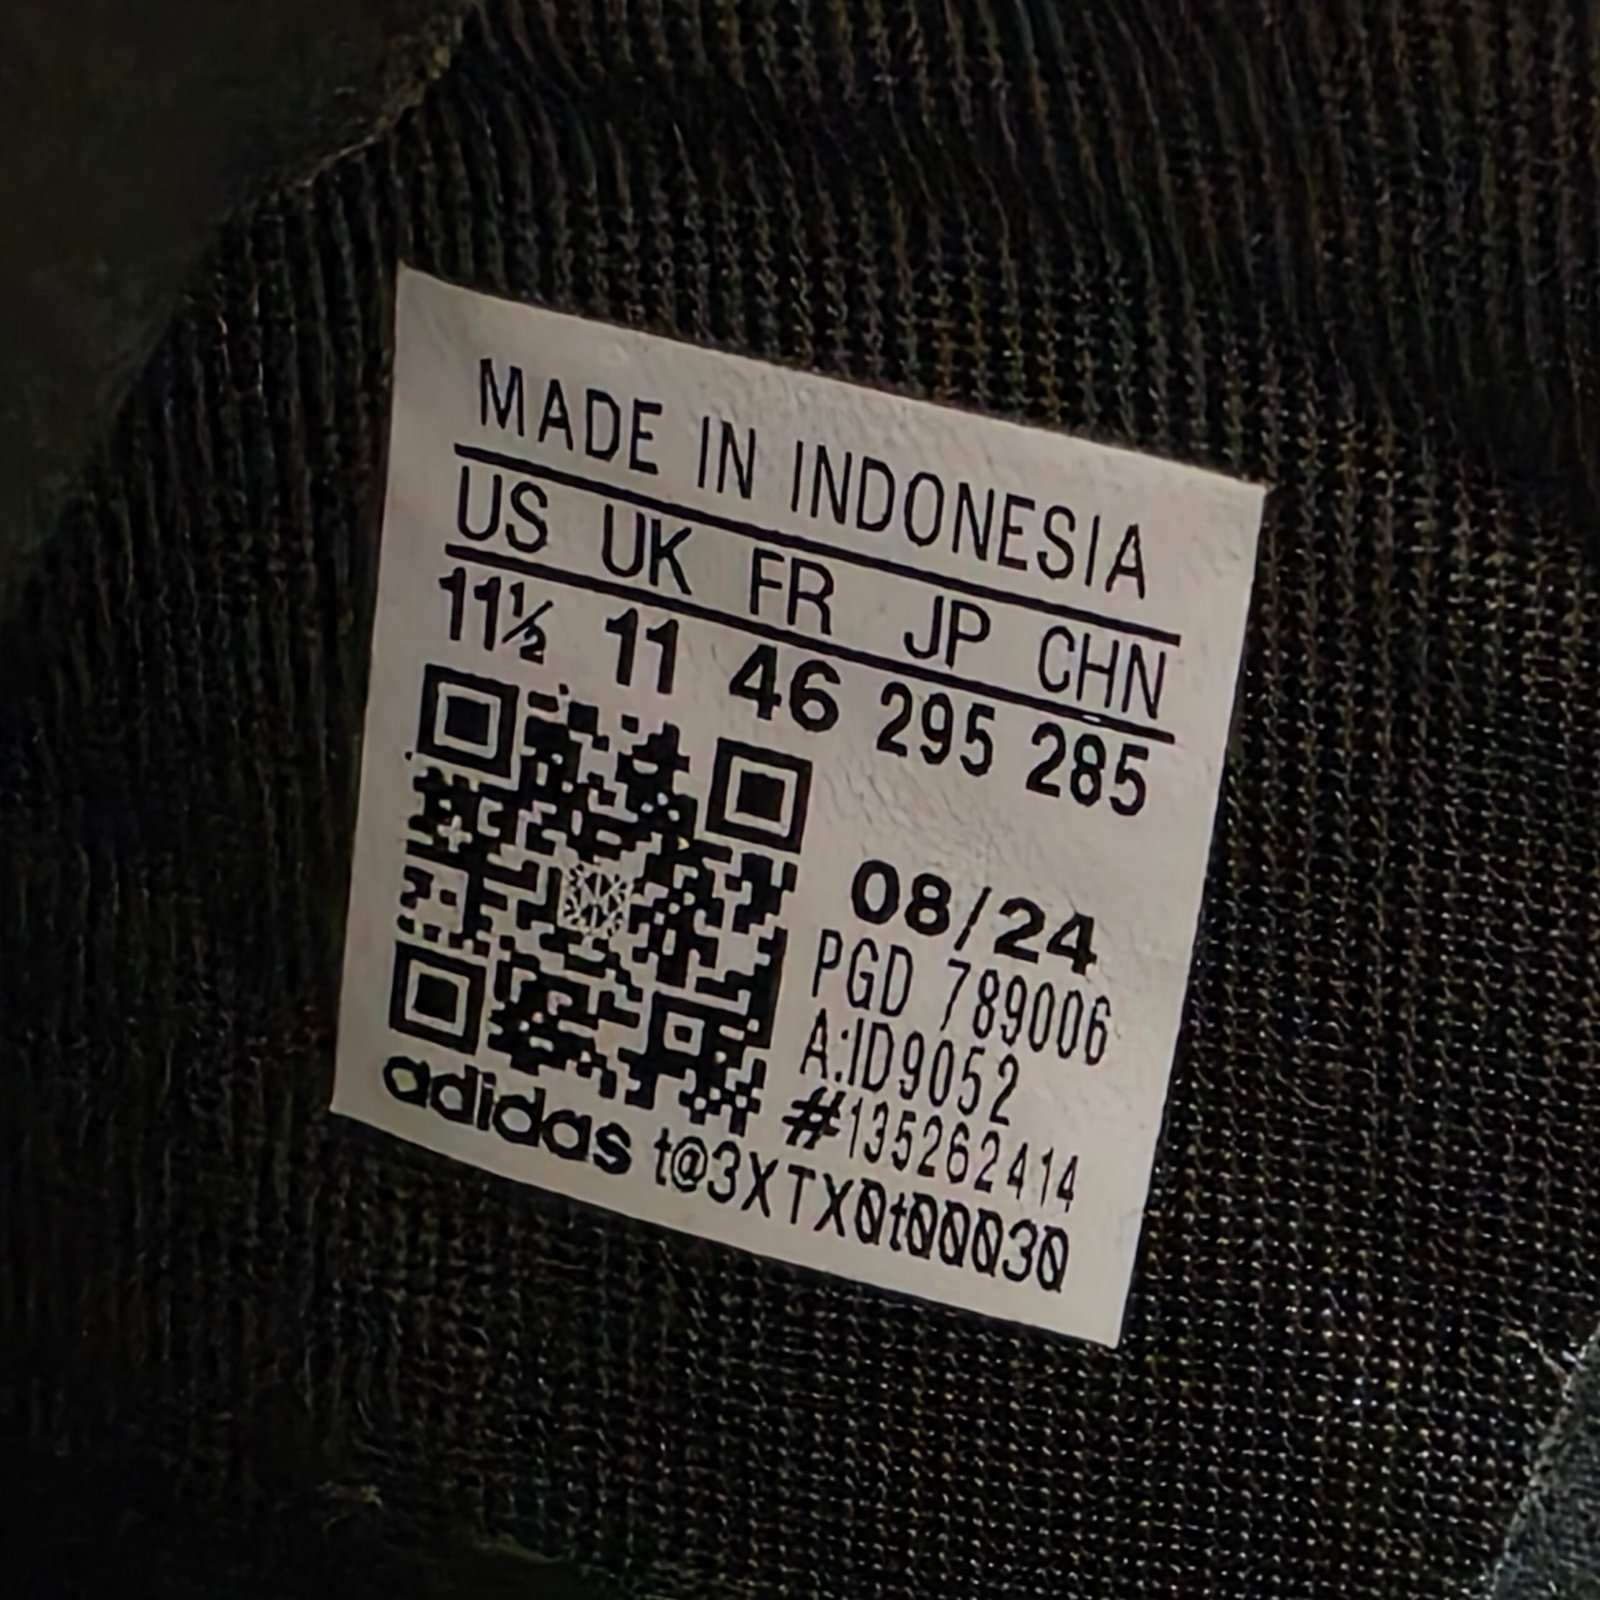 MADE IN INDONESIA
US UK FR JP CHN
11½ 11 46 295 285
08/24
PGD 789006
A:ID9052
#135262414
adidas t@3XTX0t00030